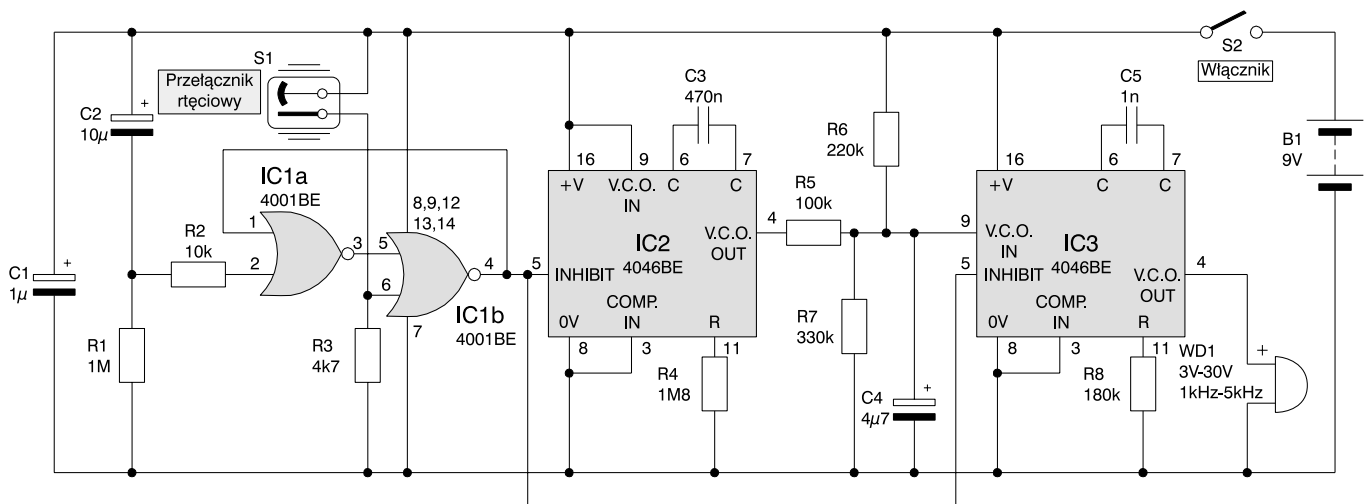 S1
Przełącznik
rtęciowy
C2
10µ
+
IC1a
4001BE
1
2
3
R2
10k
C1
1µ
+
R1
1M
R3
4k7
8,9,12
13,14
5
6
4
7
IC1b
4001BE
C3
470n
16
9
6
7
+V
V.C.O.
IN
C
C
IC2
4046BE
V.C.O.
OUT
4
5
INHIBIT
COMP.
IN
0V
R
8
3
11
R4
1M8
R5
100k
R6
220k
R7
330k
C4
4µ7
+
C5
1n
16
6
7
+V
C
C
9
V.C.O.
IN
IC3
4046BE
5
INHIBIT
V.C.O.
OUT
4
COMP.
IN
0V
R
8
3
11
R8
180k
WD1
3V-30V
1kHz-5kHz
+
S2
Włącznik
B1
9V